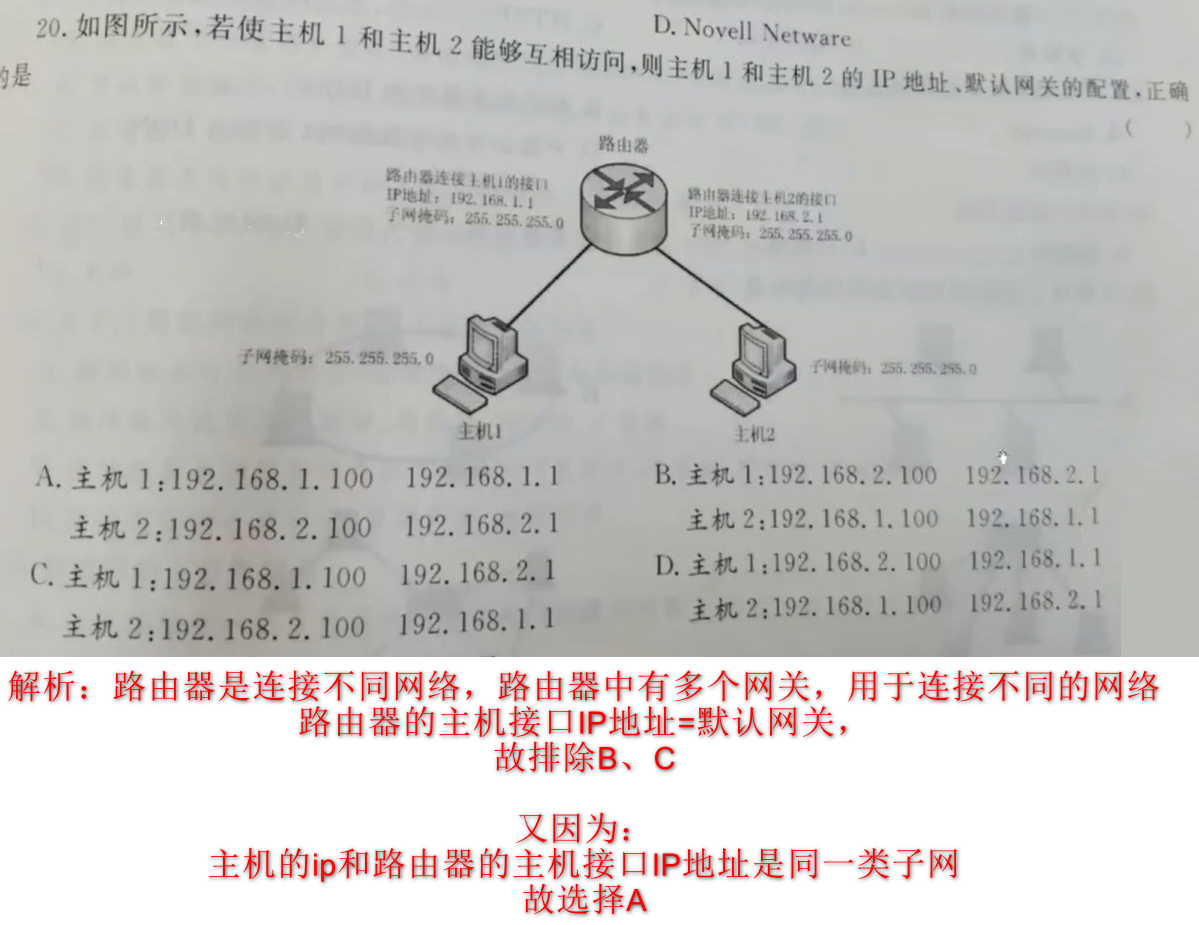 D. Novell Netware
20. 如图所示,若使主机 1 和主机 2 能够互相访问,则主机 1 和主机 2 的 IP 地址、默认网关的配置,正确
的是
( )
路由器
路由器连接主机1的接口
IP地址: 192.168.1.1
子网掩码: 255.255.255.0
路由器连接主机2的接口
IP地址: 192.168.2.1
子网掩码: 255.255.255.0
子网掩码: 255.255.255.0
子网掩码: 255.255.255.0
主机1
主机2
A. 主机 1:192.168.1.100 192.168.1.1
主机 2:192.168.2.100 192.168.2.1
B. 主机 1:192.168.2.100 192.168.2.1
主机 2:192.168.1.100 192.168.1.1
C. 主机 1:192.168.1.100 192.168.2.1
主机 2:192.168.2.100 192.168.1.1
D. 主机 1:192.168.2.100 192.168.1.1
主机 2:192.168.1.100 192.168.2.1
解析：路由器是连接不同网络，路由器中有多个网关，用于连接不同的网络
路由器的主机接口IP地址=默认网关，
故排除B、C
又因为：
主机的ip和路由器的主机接口IP地址是同一类子网
故选择A